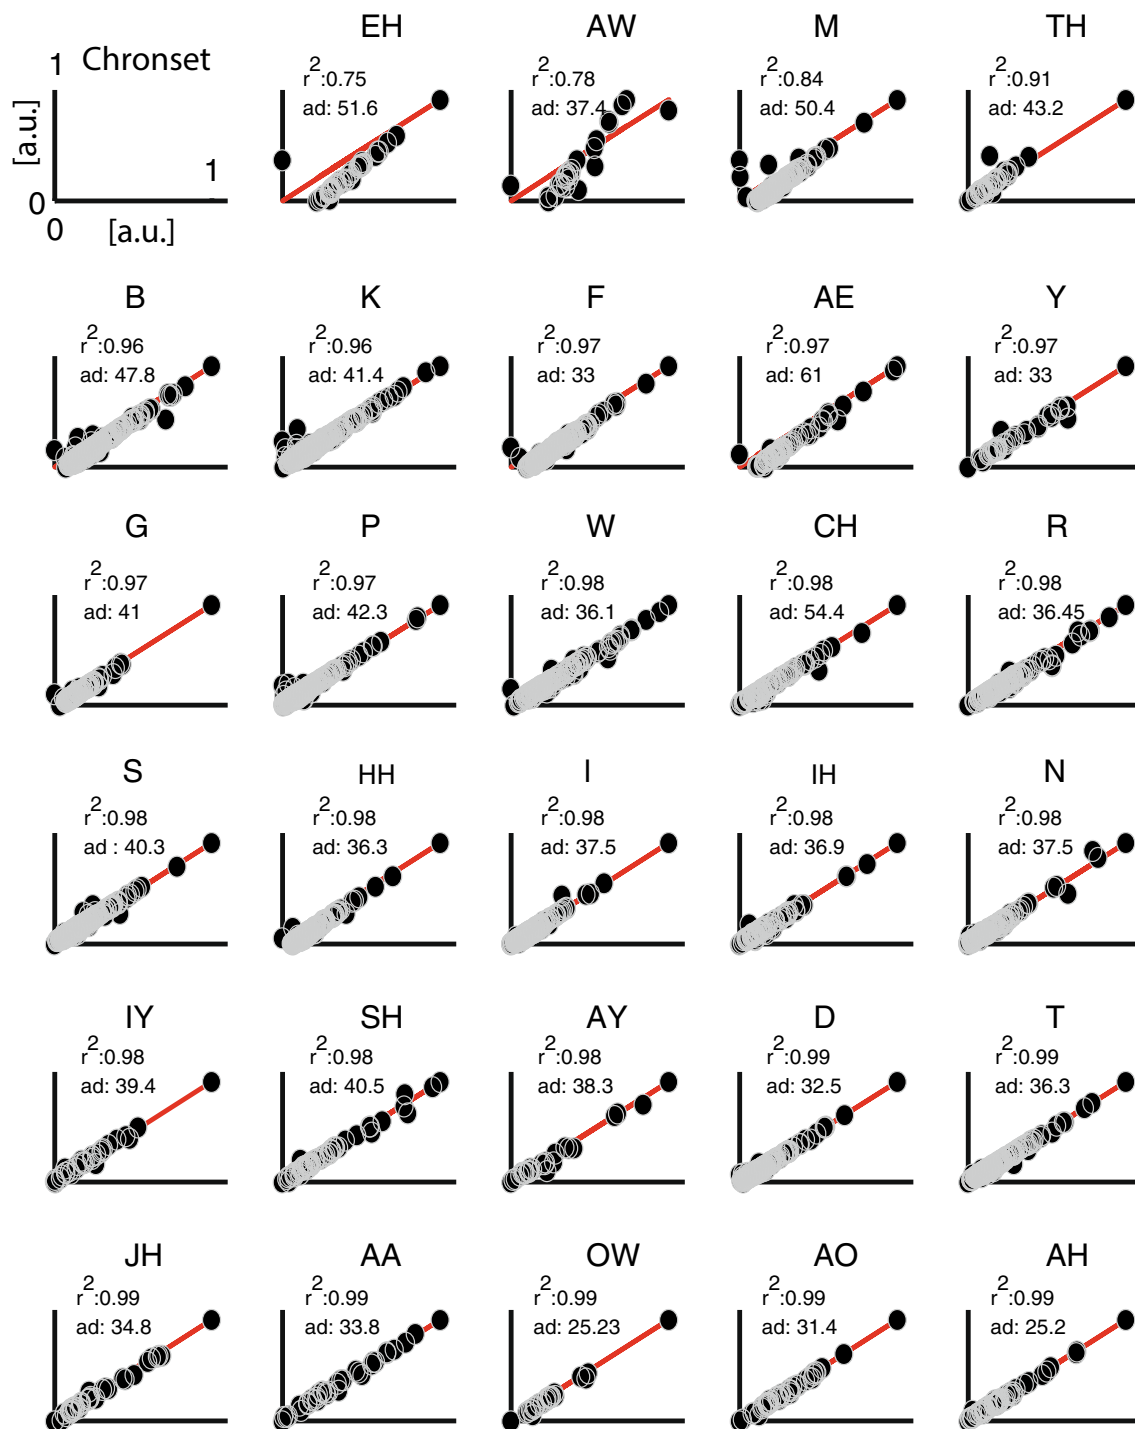 EH AW M TH
1 Chronset
r2:0.75 r2:0.78 r2:0.84 r2:0.91
ad: 51.6 ad: 37.4 ad: 50.4 ad: 43.2
[a.u.]
1
0
0 [a.u.]
B K F AE Y
r2:0.96 r2:0.96 r2:0.97 r2:0.97 r2:0.97
ad: 47.8 ad: 41.4 ad: 33 ad: 61 ad: 33
G P W CH R
r2:0.97 r2:0.97 r2:0.98 r2:0.98 r2:0.98
ad: 41 ad: 42.3 ad: 36.1 ad: 54.4 ad: 36.45
S HH I IH N
r2:0.98 r2:0.98 r2:0.98 r2:0.98 r2:0.98
ad : 40.3 ad: 36.3 ad: 37.5 ad: 36.9 ad: 37.5
IY SH AY D T
r2:0.98 r2:0.98 r2:0.98 r2:0.99 r2:0.99
ad: 39.4 ad: 40.5 ad: 38.3 ad: 32.5 ad: 36.3
JH AA OW AO AH
r2:0.99 r2:0.99 r2:0.99 r2:0.99 r2:0.99
ad: 34.8 ad: 33.8 ad: 25.23 ad: 31.4 ad: 25.2